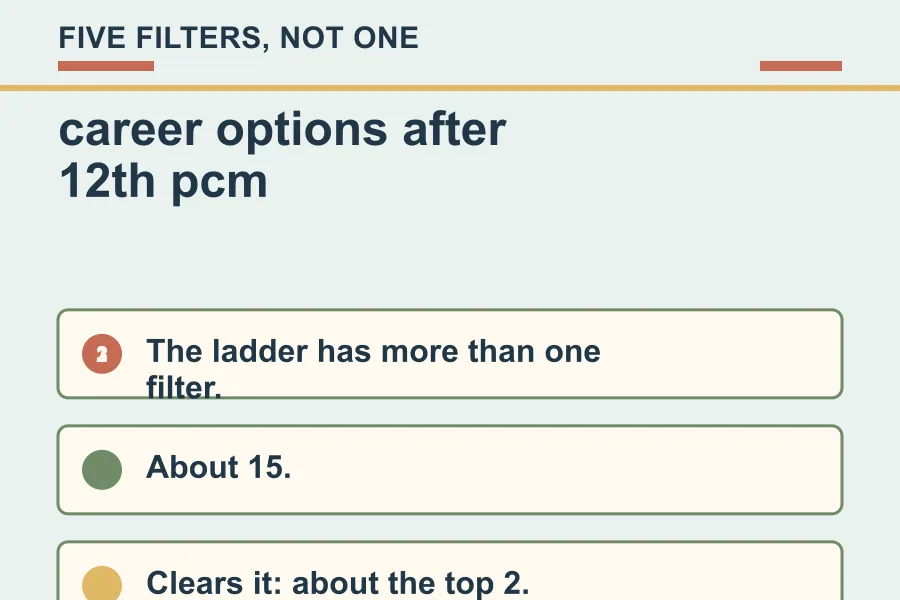 FIVE FILTERS, NOT ONE
career options after
12th pcm
The ladder has more than one
filter.
About 15.
Clears it: about the top 2.